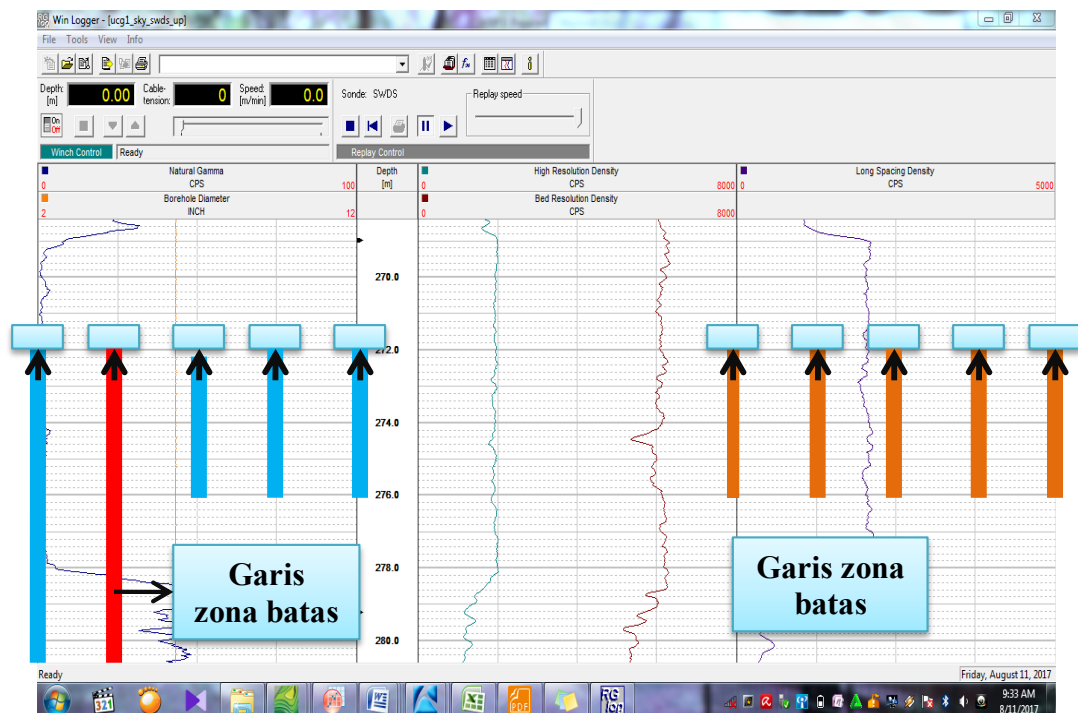 Win Logger - [ucg1_sky_swds_up]
File Tools View Info
Depth: [m] 0.00 Cable- tension: 0 Speed: [m/min] 0.0 Sonde: SWDS Replay speed
On
Off
Winch Control Ready Replay Control
Natural Gamma Depth High Resolution Density Long Spacing Density
0 CPS 100 [m] 0 CPS 8000 0 CPS 5000
Borehole Diameter Bed Resolution Density
2 INCH 12 0 CPS 8000
270.0
272.0
274.0
276.0
278.0
Garis
zona batas
Garis zona
batas
280.0
Ready Friday, August 11, 2017
321 PDF 9:33 AM
8/11/2017